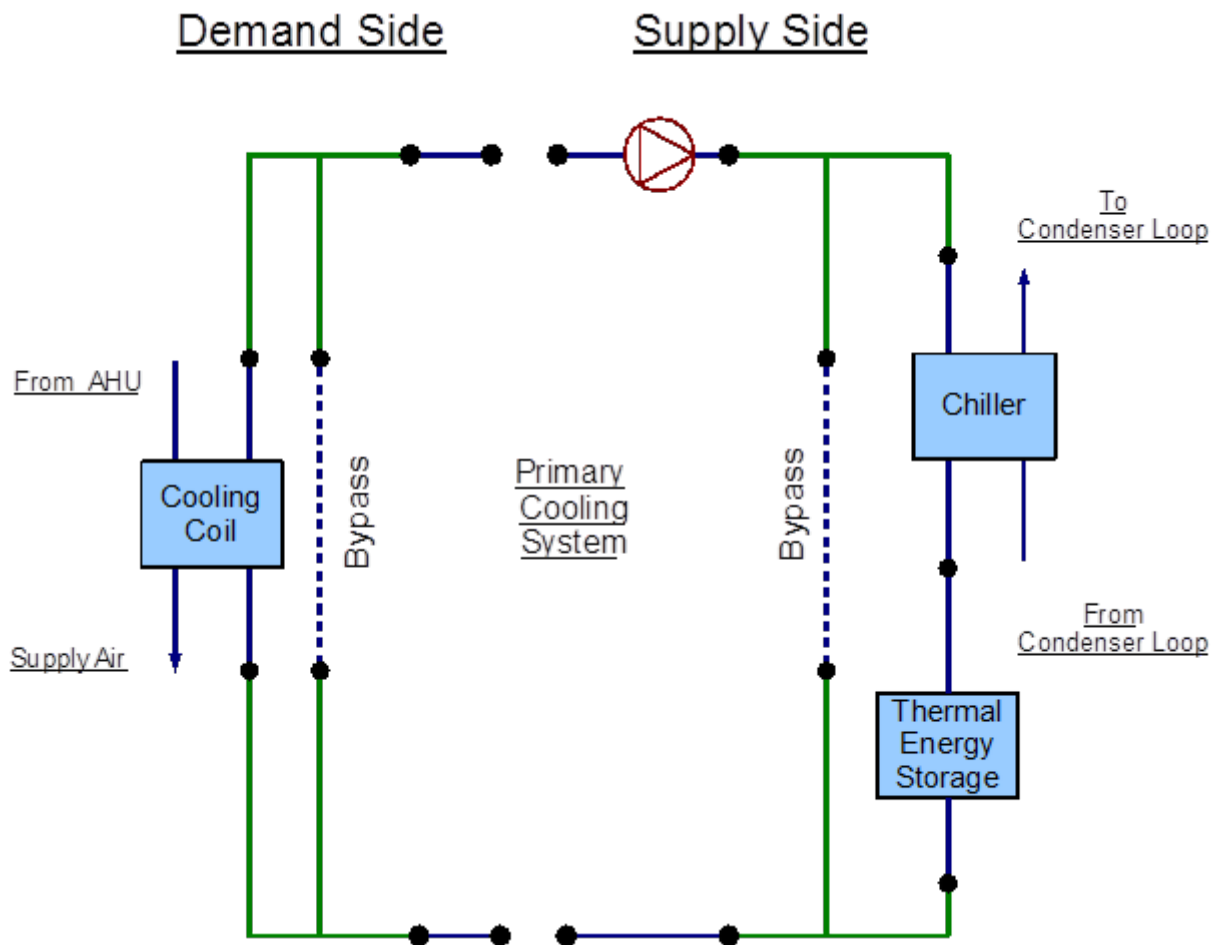 Demand Side
Supply Side
To
Condenser Loop
From AHU
Chiller
Cooling
Coil
Bypass
Primary
Cooling
System
Bypass
From
Condenser Loop
Supply Air
Thermal
Energy
Storage